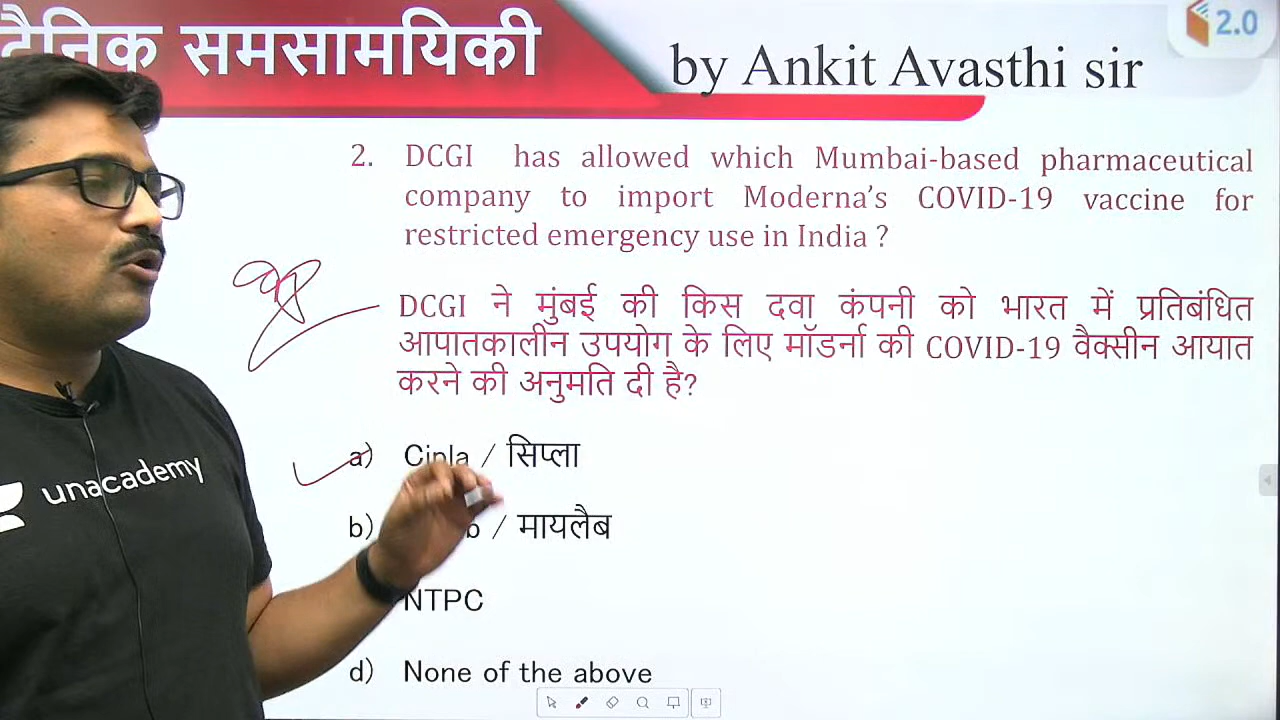 दैनिक समसामयिकी
by Ankit Avasthi sir
2.0
2. DCGI has allowed which Mumbai-based pharmaceutical
company to import Moderna’s COVID-19 vaccine for
restricted emergency use in India ?
DCGI ने मुंबई की किस दवा कंपनी को भारत में प्रतिबंधित
आपातकालीन उपयोग के लिए मॉडर्ना की COVID-19 वैक्सीन आयात
करने की अनुमति दी है?
a) Cipla / सिप्ला
b) / मायलैब
NTPC
d) None of the above
unacademy